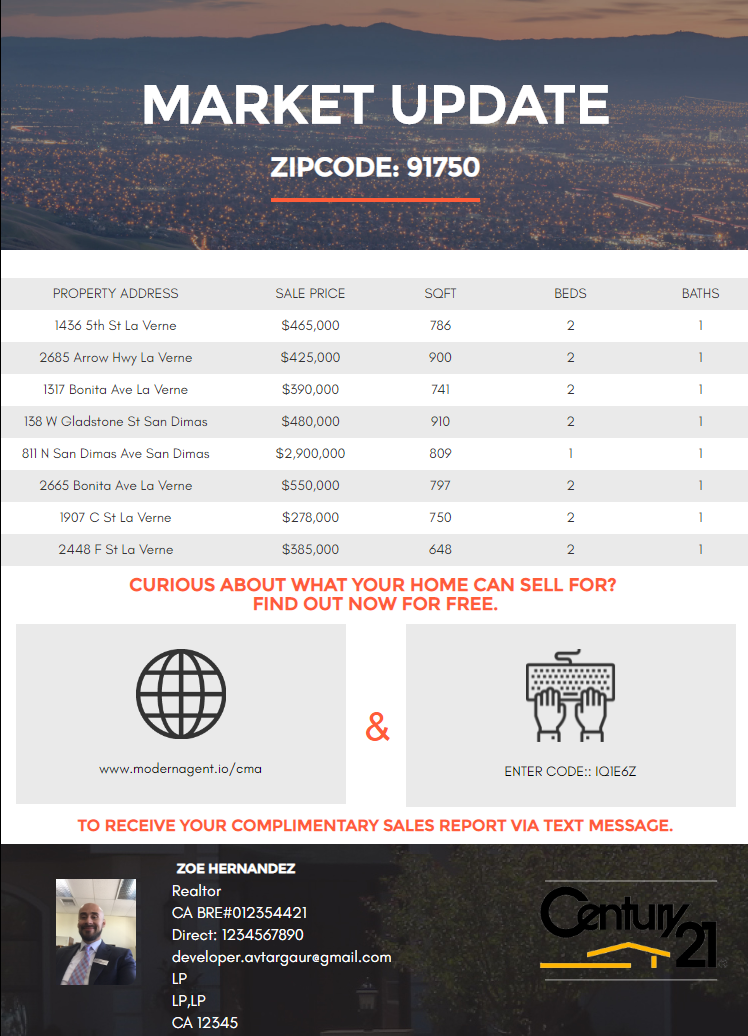 MARKET UPDATE
ZIPCODE: 91750
PROPERTY ADDRESS SALE PRICE SQFT BEDS BATHS
1436 5th St La Verne $465,000 786 2 1
2685 Arrow Hwy La Verne $425,000 900 2 1
1317 Bonita Ave La Verne $390,000 741 2 1
138 W Gladstone St San Dimas $480,000 910 2 1
811 N San Dimas Ave San Dimas $2,900,000 809 1 1
2665 Bonita Ave La Verne $550,000 797 2 1
1907 C St La Verne $278,000 750 2 1
2448 F St La Verne $385,000 648 2 1
CURIOUS ABOUT WHAT YOUR HOME CAN SELL FOR?
FIND OUT NOW FOR FREE.
www.modernagent.io/cma
&
ENTER CODE:: IQ1E6Z
TO RECEIVE YOUR COMPLIMENTARY SALES REPORT VIA TEXT MESSAGE.
ZOE HERNANDEZ
Realtor
CA BRE#012354421
Direct: 1234567890
developer.avtargaur@gmail.com
LP
LP,LP
CA 12345
Century 21